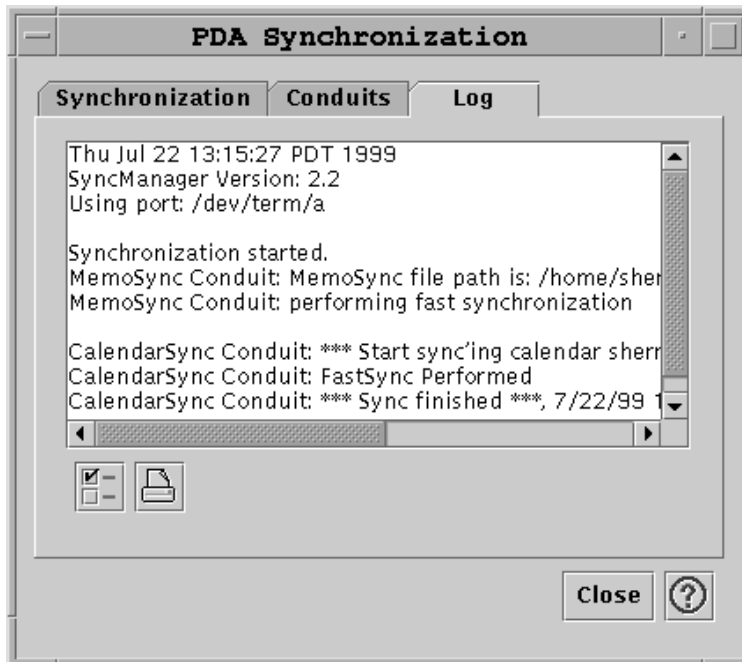 PDA Synchronization
Synchronization Conduits Log
Thu Jul 22 13:15:27 PDT 1999
SyncManager Version: 2.2
Using port: /dev/term/a
Synchronization started.
MemoSync Conduit: MemoSync file path is: /home/sher
MemoSync Conduit: performing fast synchronization
CalendarSync Conduit: *** Start sync'ing calendar sherr
CalendarSync Conduit: FastSync Performed
CalendarSync Conduit: *** Sync finished ***, 7/22/99 1
Close ?